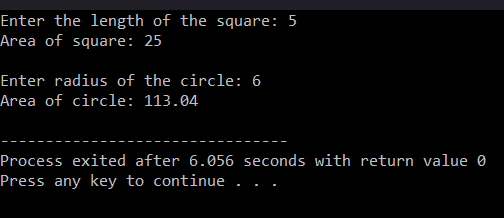 Enter the length of the square: 5
Area of square: 25
Enter radius of the circle: 6
Area of circle: 113.04
--------------------------------
Process exited after 6.056 seconds with return value 0
Press any key to continue . . .